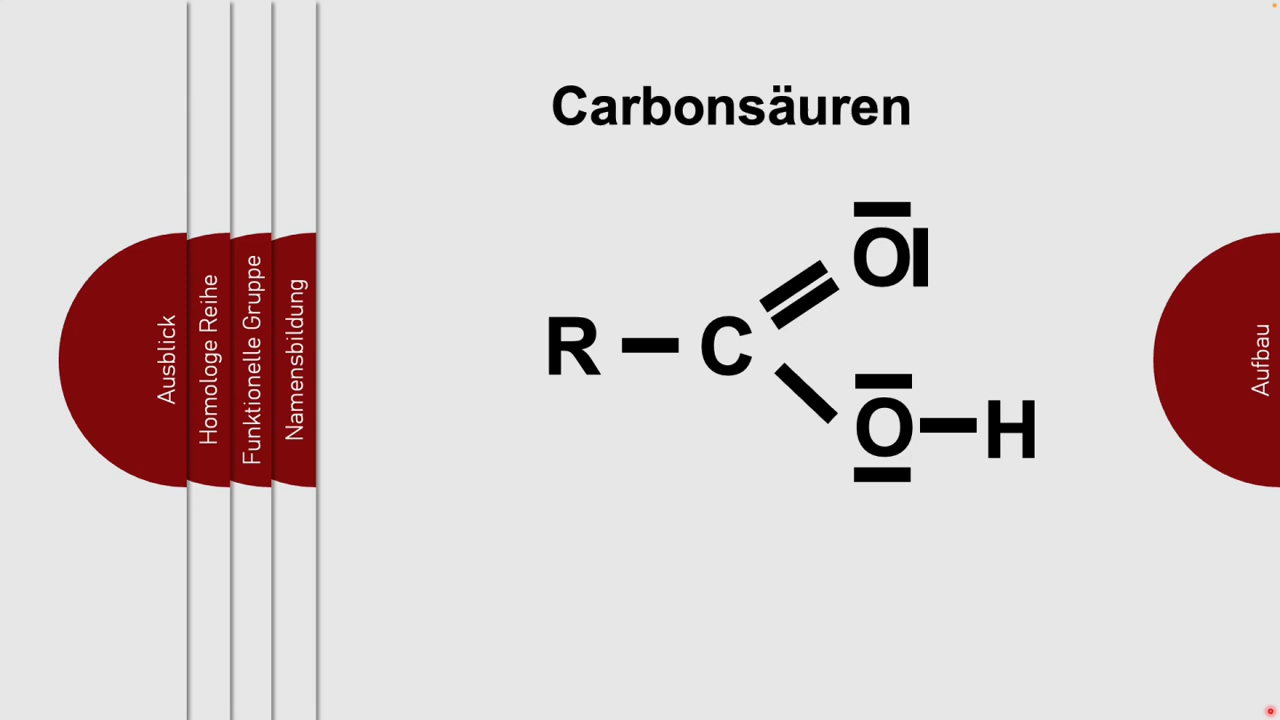 Carbonsäuren
Ausblick
Homologe Reihe
Funktionelle Gruppe
Namensbildung
R – C
O
O – H
Aufbau